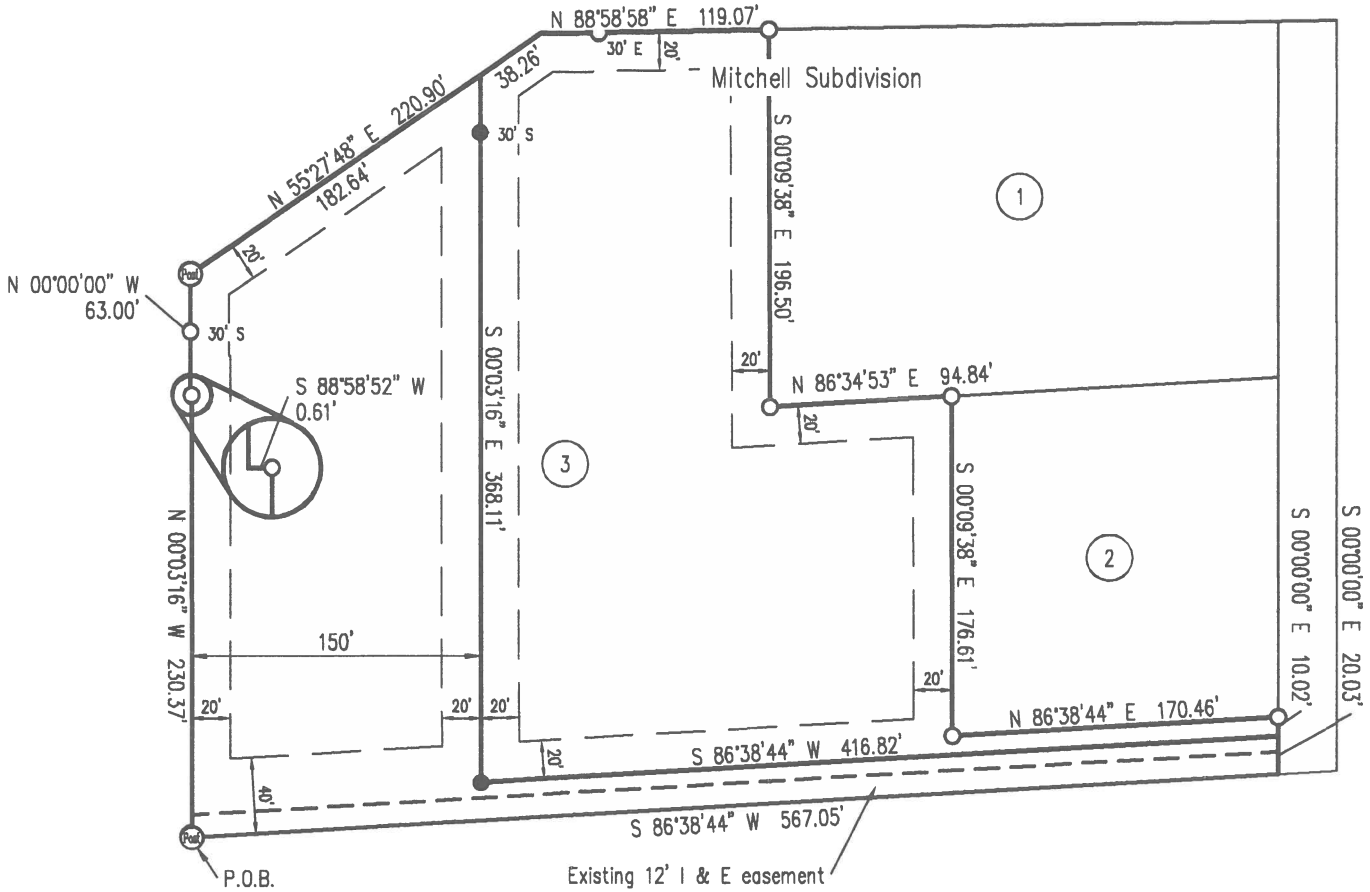 N 88°58'58" E 119.07'
30' E
20'
38.26'
Mitchell Subdivision
N 55°27'48" E 220.90'
182.64'
30' S
S 00°09'38" E 196.50'
1
20'
Post
N 00°00'00" W
63.00'
30' S
S 88°58'52" W
0.61'
S 00°03'16" E 368.11'
20'
N 86°34'53" E 94.84'
20'
3
N 00°03'16" W 230.37'
S 00°09'38" E 176.61'
2
S 00°00'00" E 10.02'
S 00°00'00" E 20.03'
150'
20'
20'
20'
20'
N 86°38'44" E 170.46'
20'
S 86°38'44" W 416.82'
40'
S 86°38'44" W 567.05'
Post
P.O.B.
Existing 12' I & E easement